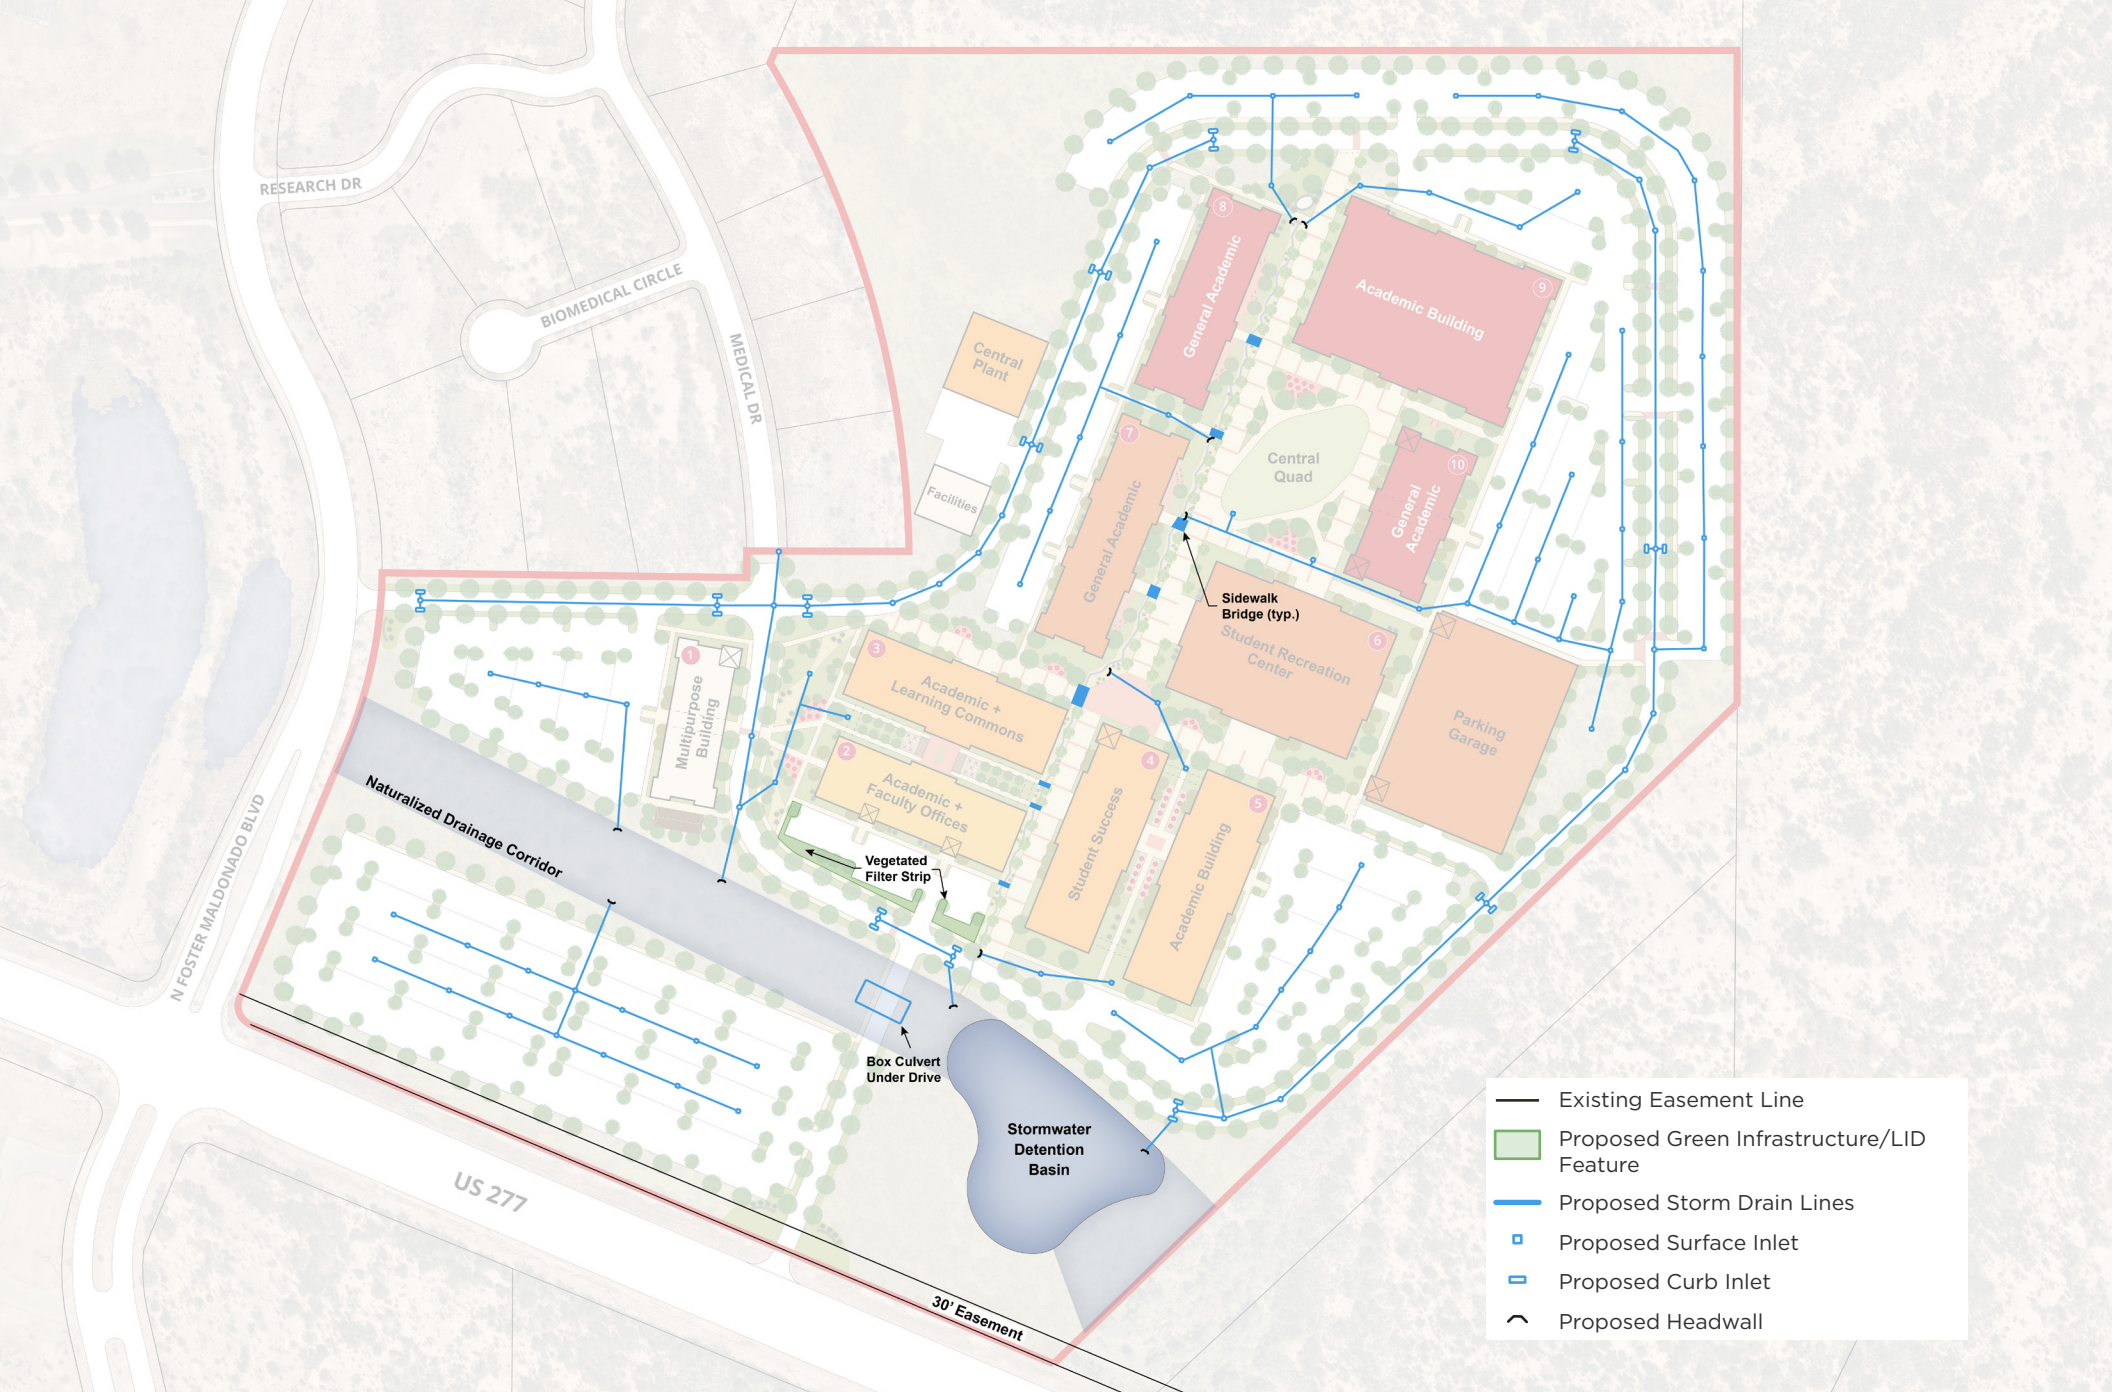 RESEARCH DR
BIOMEDICAL CIRCLE
MEDICAL DR
N FOSTER MALDONADO BLVD
US 277
8
General Academic
9
Academic Building
Central
Plant
Facilities
7
General Academic
Central
Quad
10
General
Academic
Sidewalk
Bridge (typ.)
6
Student Recreation
Center
Parking
Garage
1
Multipurpose
Building
3
Academic +
Learning Commons
2
Academic +
Faculty Offices
4
Student Success
5
Academic Building
Naturalized Drainage Corridor
Vegetated
Filter Strip
Box Culvert
Under Drive
Stormwater
Detention
Basin
30' Easement
Existing Easement Line
Proposed Green Infrastructure/LID
Feature
Proposed Storm Drain Lines
Proposed Surface Inlet
Proposed Curb Inlet
Proposed Headwall